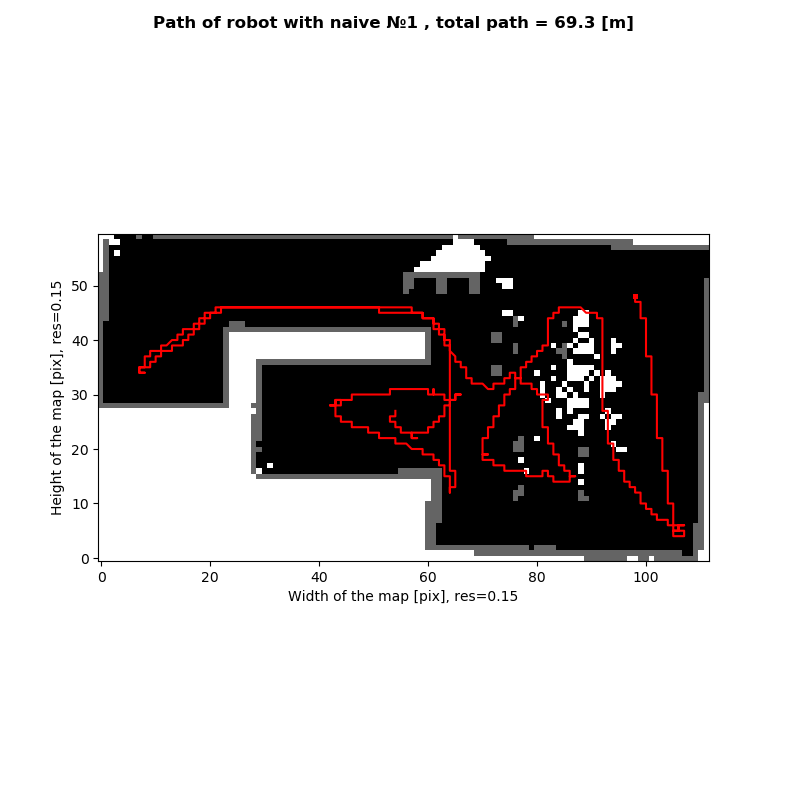 Path of robot with naive №1 , total path = 69.3 [m]
50
40
30
20
10
0
Height of the map [pix], res=0.15
0 20 40 60 80 100
Width of the map [pix], res=0.15